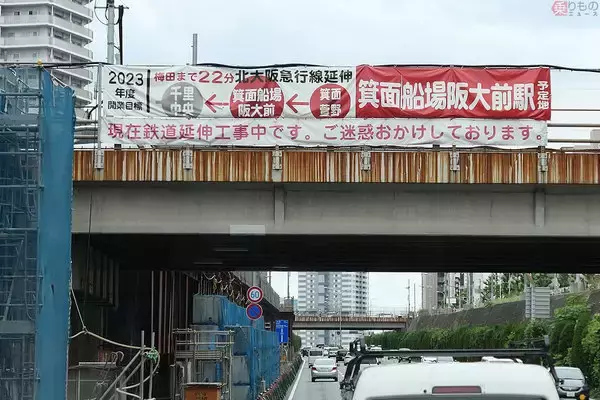 乗りもの
ニュース
2023
年度
開業目標
梅田まで22分 北大阪急行線延伸
千里
中央
箕面船場
阪大前
箕面
萱野
箕面船場阪大前駅
予定地
現在鉄道延伸工事中です。ご迷惑おかけしております。
60